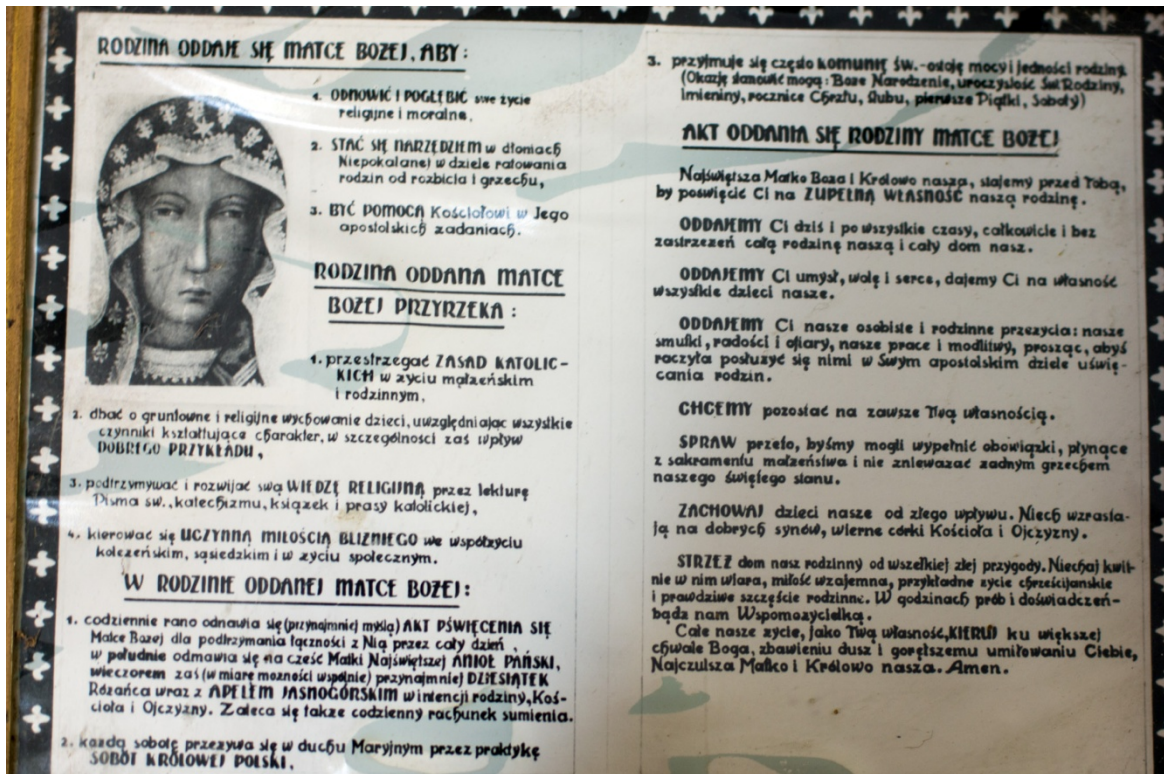 RODZINA ODDAJE SIĘ MATCE BOŻEJ, ABY:
1. ODNOWIĆ I POGŁĘBIĆ swe życie
religijne i moralne,
2. STAĆ SIĘ NARZĘDZIEM w dłoniach
Niepokalanej w dziele ratowania
rodzin od rozbicia i grzechu,
3. BYĆ POMOCĄ Kościołowi w Jego
apostolskich zadaniach.
RODZINA ODDANA MATCE
BOŻEJ PRZYRZEKA:
1. przestrzegać ZASAD KATOLIC-
KICH w życiu małżeńskim
i rodzinnym,
2. dbać o gruntowne i religijne wychowanie dzieci, uwzględniając wszystkie
czynniki kształtujące charakter, w szczególności zaś wpływ
DOBREGO PRZYKŁADU,
3. podtrzymywać i rozwijać swą WIEDZĘ RELIGIJNĄ przez lekturę
Pisma św., katechizmu, książek i prasy katolickiej,
4. kierować się UCZYNNĄ MIŁOŚCIĄ BLIŹNIEGO we współżyciu
koleżeńskim, sąsiedzkim i w życiu społecznym.
W RODZINIE ODDANEJ MATCE BOŻEJ:
1. codziennie rano odnawia się (przynajmniej myślą) AKT PŚWIĘCENIA SIĘ
Matce Bożej dla podtrzymania łączności z Nią przez cały dzień,
w południe odmawia się na cześć Matki Najświętszej ANIOŁ PAŃSKI,
wieczorem zaś (w miarę możności wspólnie) przynajmniej DZIESIĄTEK
Różańca wraz z APELEM JASNOGÓRSKIM w intencji rodziny, Koś-
cioła i Ojczyzny. Zaleca się także codzienny rachunek sumienia.
2. każdą sobotę przeżywa się w duchu Maryjnym przez praktykę
SOBÓT KRÓLOWEJ POLSKI,
3. przyjmuje się często KOMUNIĘ ŚW.-ostoję mocy i jedności rodziny.
(Okazję stanowić mogą: Boże Narodzenie, uroczystość Św. Rodziny,
Imieniny, rocznice Chrztu, Ślubu, pierwsze Piątki, Soboty)
AKT ODDANIA SIĘ RODZINY MATCE BOŻEJ
Najświętsza Matko Boża i Królowo nasza, stajemy przed Tobą,
by poświęcić Ci na ZUPEŁNĄ WŁASNOŚĆ naszą rodzinę.
ODDAJEMY Ci dziś i po wszystkie czasy, całkowicie i bez
zastrzeżeń całą rodzinę naszą i cały dom nasz.
ODDAJEMY Ci umysł, wolę i serce, dajemy Ci na własność
wszystkie dzieci nasze.
ODDAJEMY Ci nasze osobiste i rodzinne przeżycia: nasze
smutki, radości i ofiary, nasze prace i modlitwy, prosząc, abyś
raczyła posłużyć się nimi w Swym apostolskim dziele uświę-
cania rodzin.
CHCEMY pozostać na zawsze Twą własnością.
SPRAW przeto, byśmy mogli wypełnić obowiązki, płynące
z sakramentu małżeństwa i nie znieważać żadnym grzechem
naszego świętego stanu.
ZACHOWAJ dzieci nasze od złego wpływu. Niech wzrasta-
ją na dobrych synów, wierne córki Kościoła i Ojczyzny.
STRZEŻ dom nasz rodzinny od wszelkiej złej przygody. Niechaj kwit-
nie w nim wiara, miłość wzajemna, przykładne życie chrześcijańskie
i prawdziwe szczęście rodzinne. W godzinach prób i doświadczeń-
bądź nam Wspomożycielką.
Całe nasze życie, jako Twą własność, KIERUJ ku większej
chwale Boga, zbawieniu dusz i gorętszemu umiłowaniu Ciebie,
Najczulsza Matko i Królowo nasza. Amen.